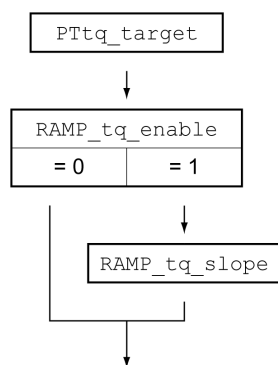 PTtq_target
RAMP_tq_enable
= 0 = 1
RAMP_tq_slope